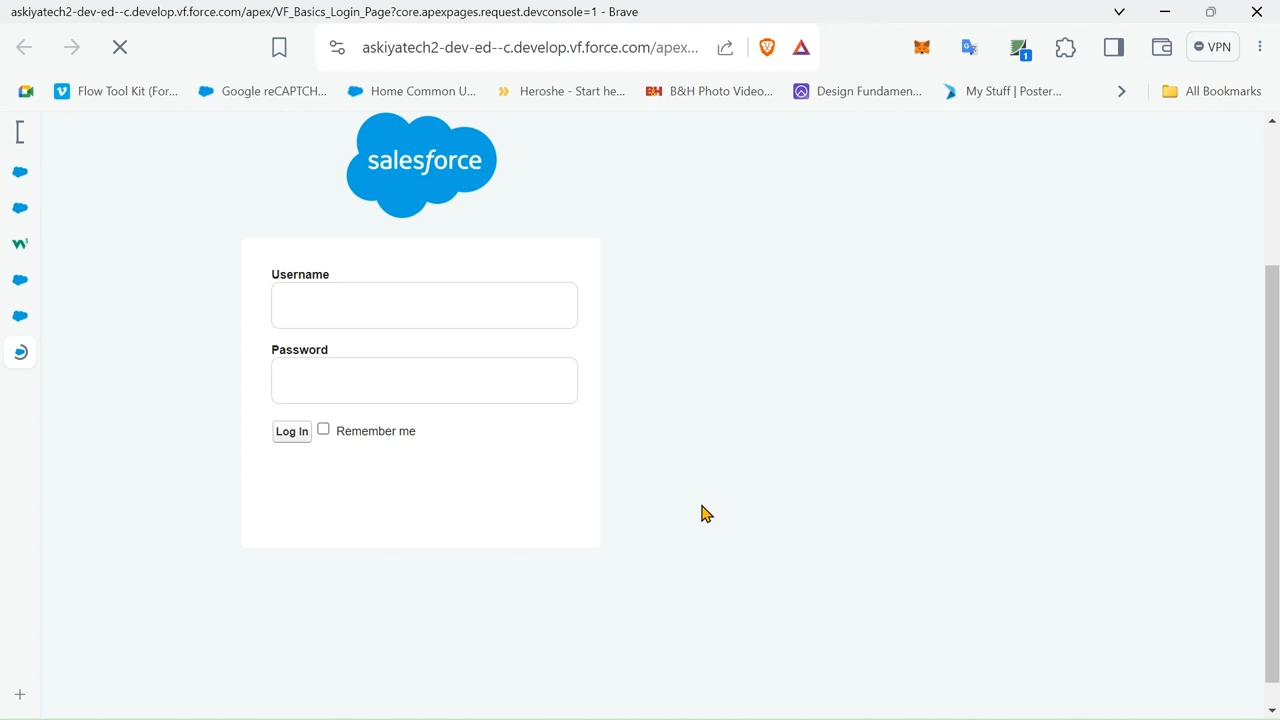 askiyatech2-dev-ed--c.develop.vf.force.com/apex/VF_Basics_Login_Page?core.apexpages.request.devconsole=1 - Brave
askiyatech2-dev-ed--c.develop.vf.force.com/apex...
1
VPN
Flow Tool Kit (For...
Google reCAPTCH...
Home Common U...
Heroshe - Start he...
B&H Photo Video...
Design Fundamen...
My Stuff | Poster...
All Bookmarks
salesforce
Username
Password
Log In
Remember me